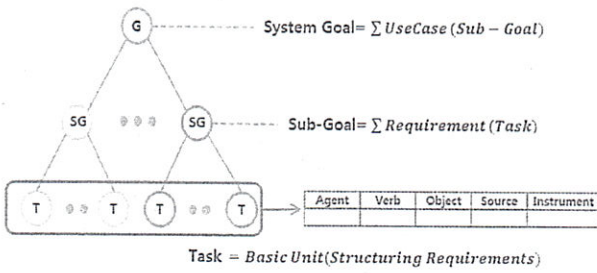 G System Goal= ∑ UseCase(Sub − Goal)
SG SG Sub-Goal= ∑ Requirement(Task)
T T T T
Agent Verb Object Source Instrument
Task = Basic Unit(Structuring Requirements)